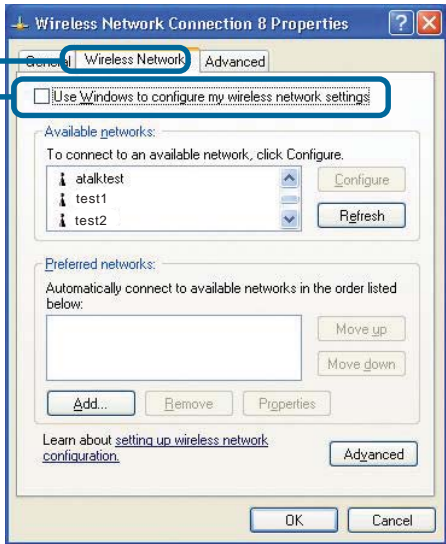 Wireless Network Connection 8 Properties
General Wireless Network Advanced
Use Windows to configure my wireless network settings
Available networks:
To connect to an available network, click Configure.
atalktest
Configure
test1
test2
Refresh
Preferred networks:
Automatically connect to available networks in the order listed
below:
Move up
Move down
Add... Remove Properties
Learn about setting up wireless network
configuration.
Advanced
OK Cancel